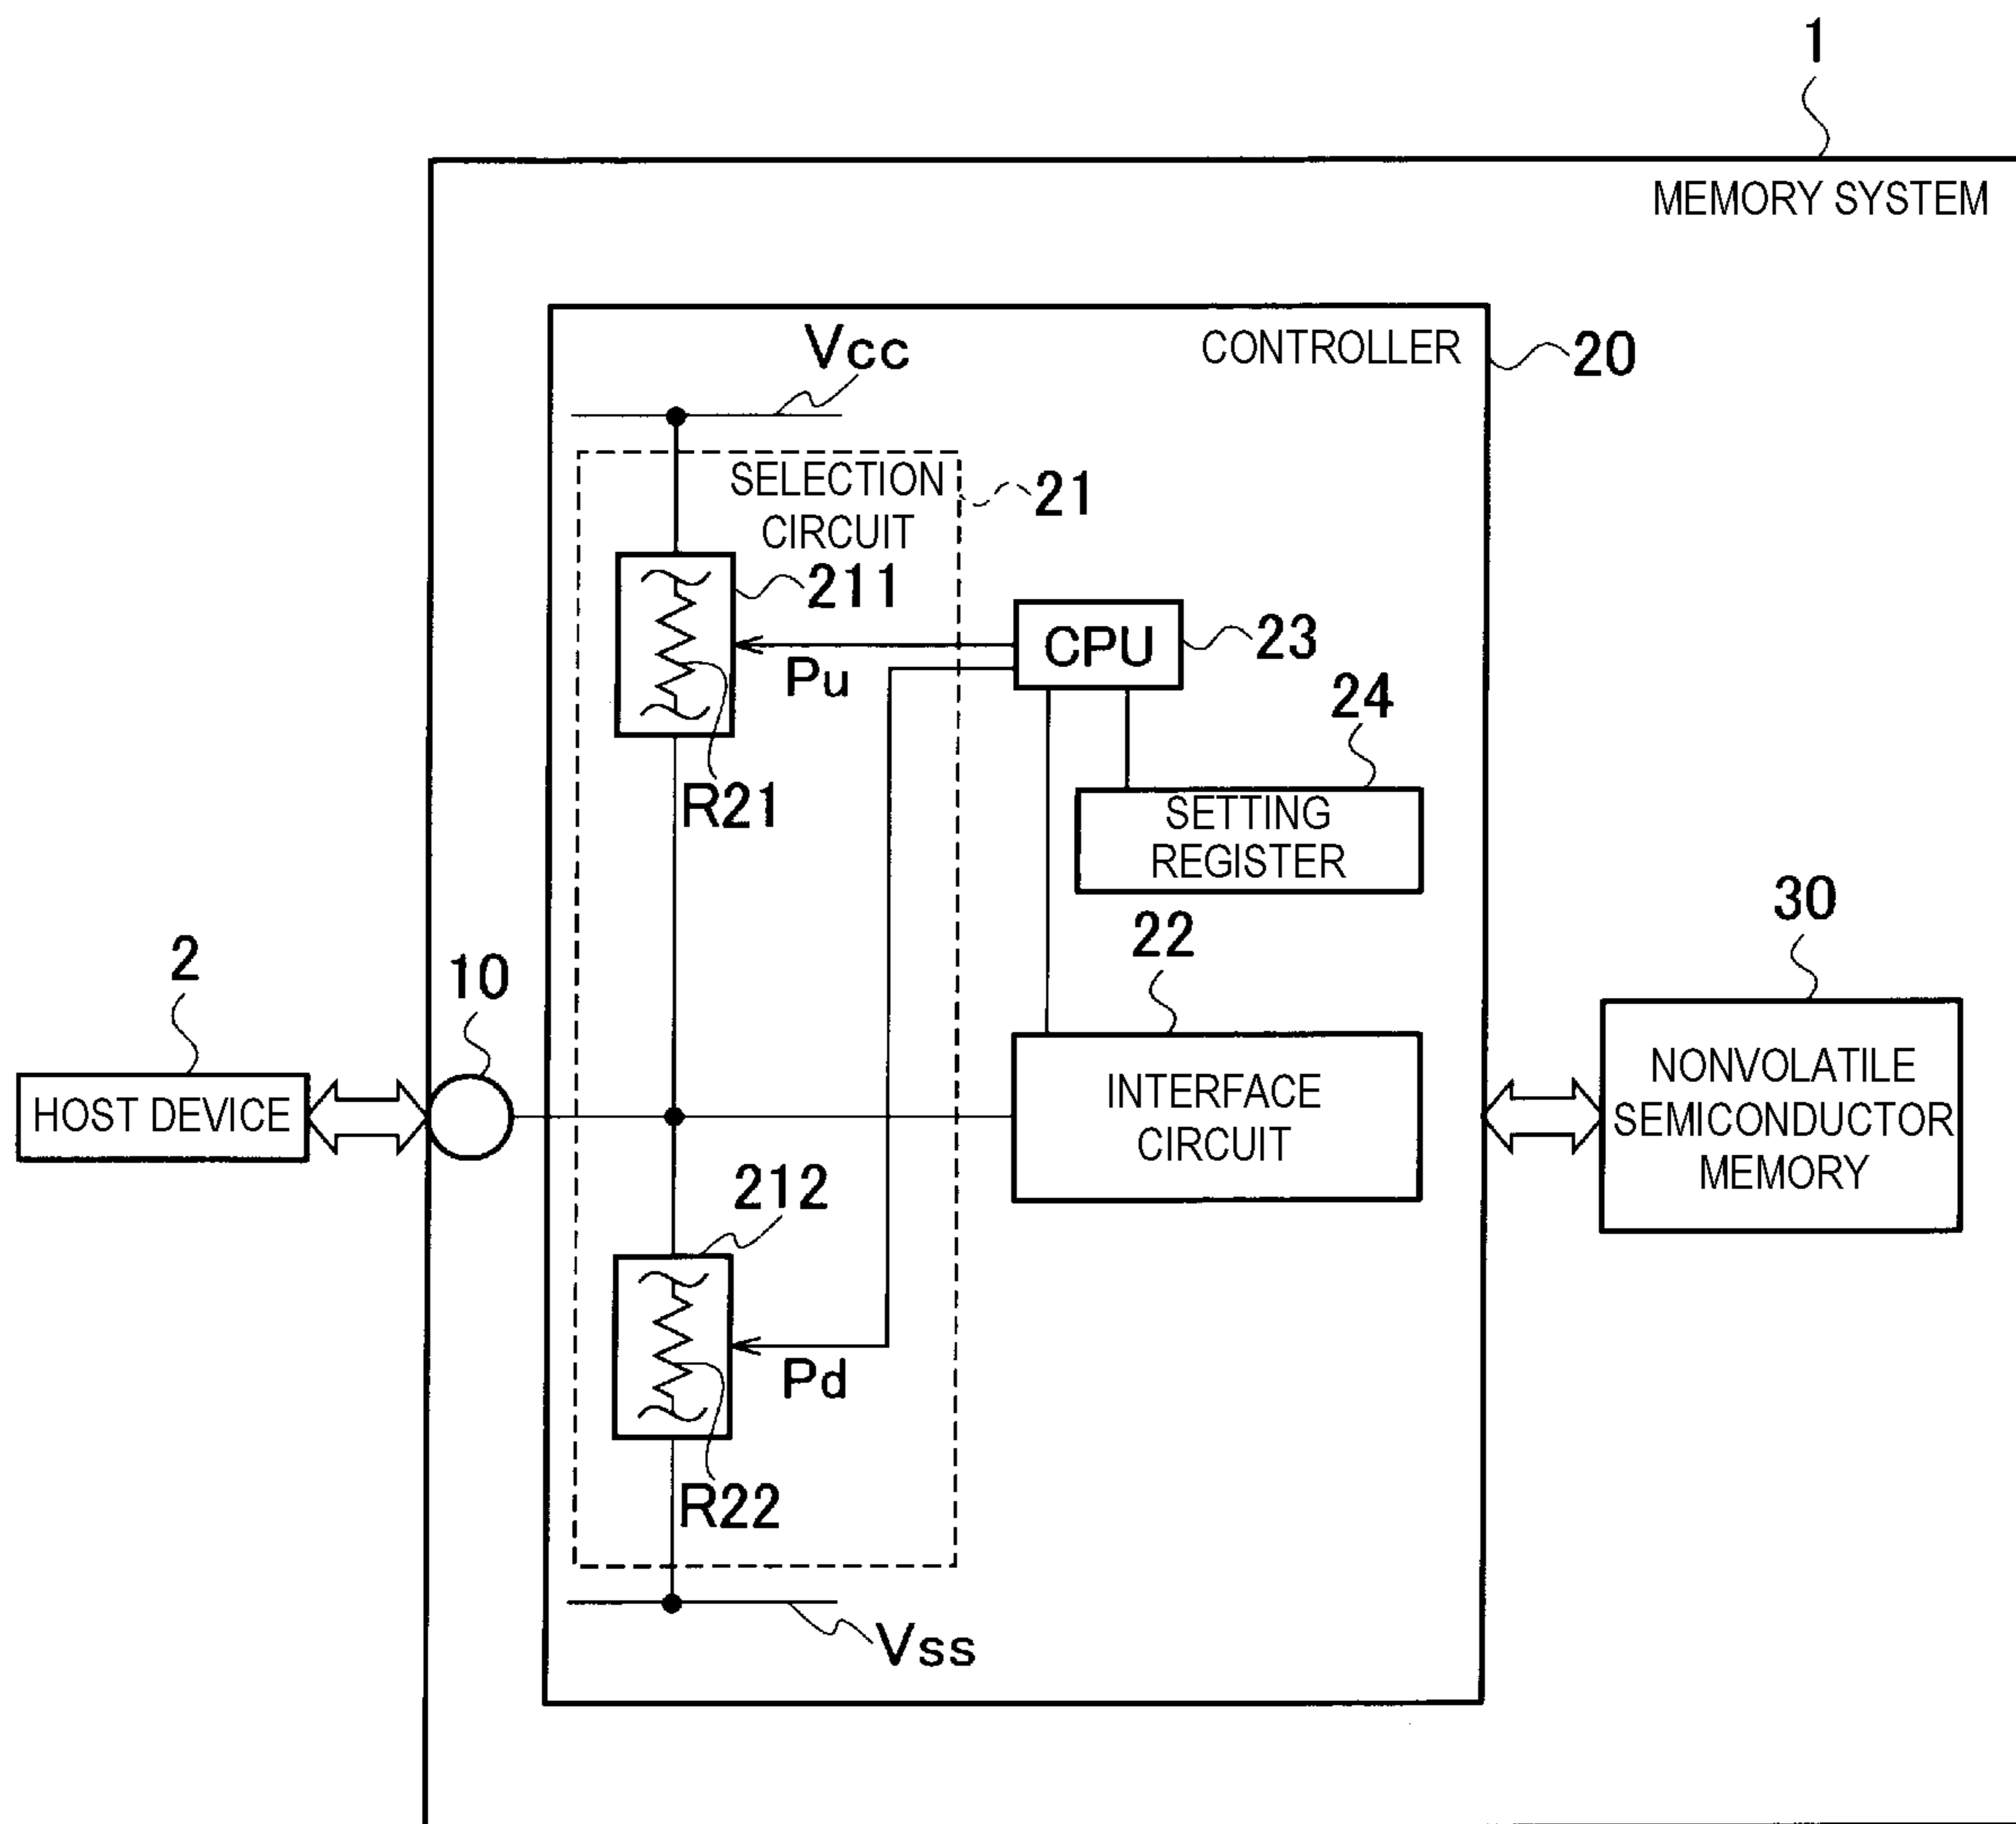 1
MEMORY SYSTEM
Vcc
CONTROLLER
20
SELECTION
CIRCUIT
21
211
CPU
23
Pu
24
R21
SETTING
REGISTER
22
30
2
10
HOST DEVICE
INTERFACE
CIRCUIT
NONVOLATILE
SEMICONDUCTOR
MEMORY
212
Pd
R22
Vss